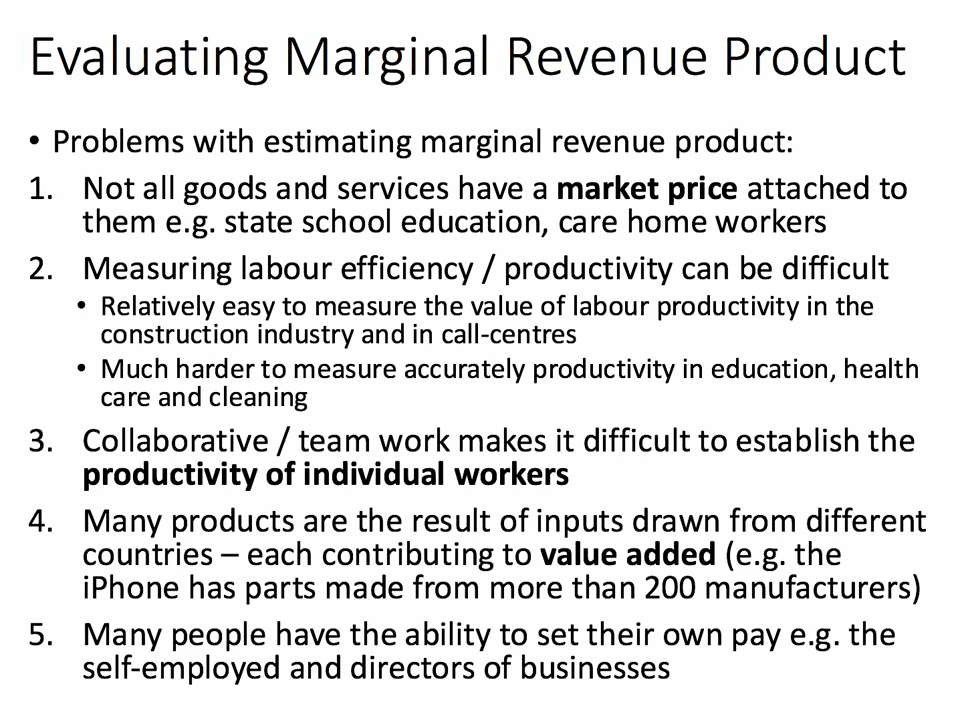 Evaluating Marginal Revenue Product
• Problems with estimating marginal revenue product:
1. Not all goods and services have a market price attached to
them e.g. state school education, care home workers
2. Measuring labour efficiency / productivity can be difficult
• Relatively easy to measure the value of labour productivity in the
construction industry and in call-centres
• Much harder to measure accurately productivity in education, health
care and cleaning
3. Collaborative / team work makes it difficult to establish the
productivity of individual workers
4. Many products are the result of inputs drawn from different
countries – each contributing to value added (e.g. the
iPhone has parts made from more than 200 manufacturers)
5. Many people have the ability to set their own pay e.g. the
self-employed and directors of businesses